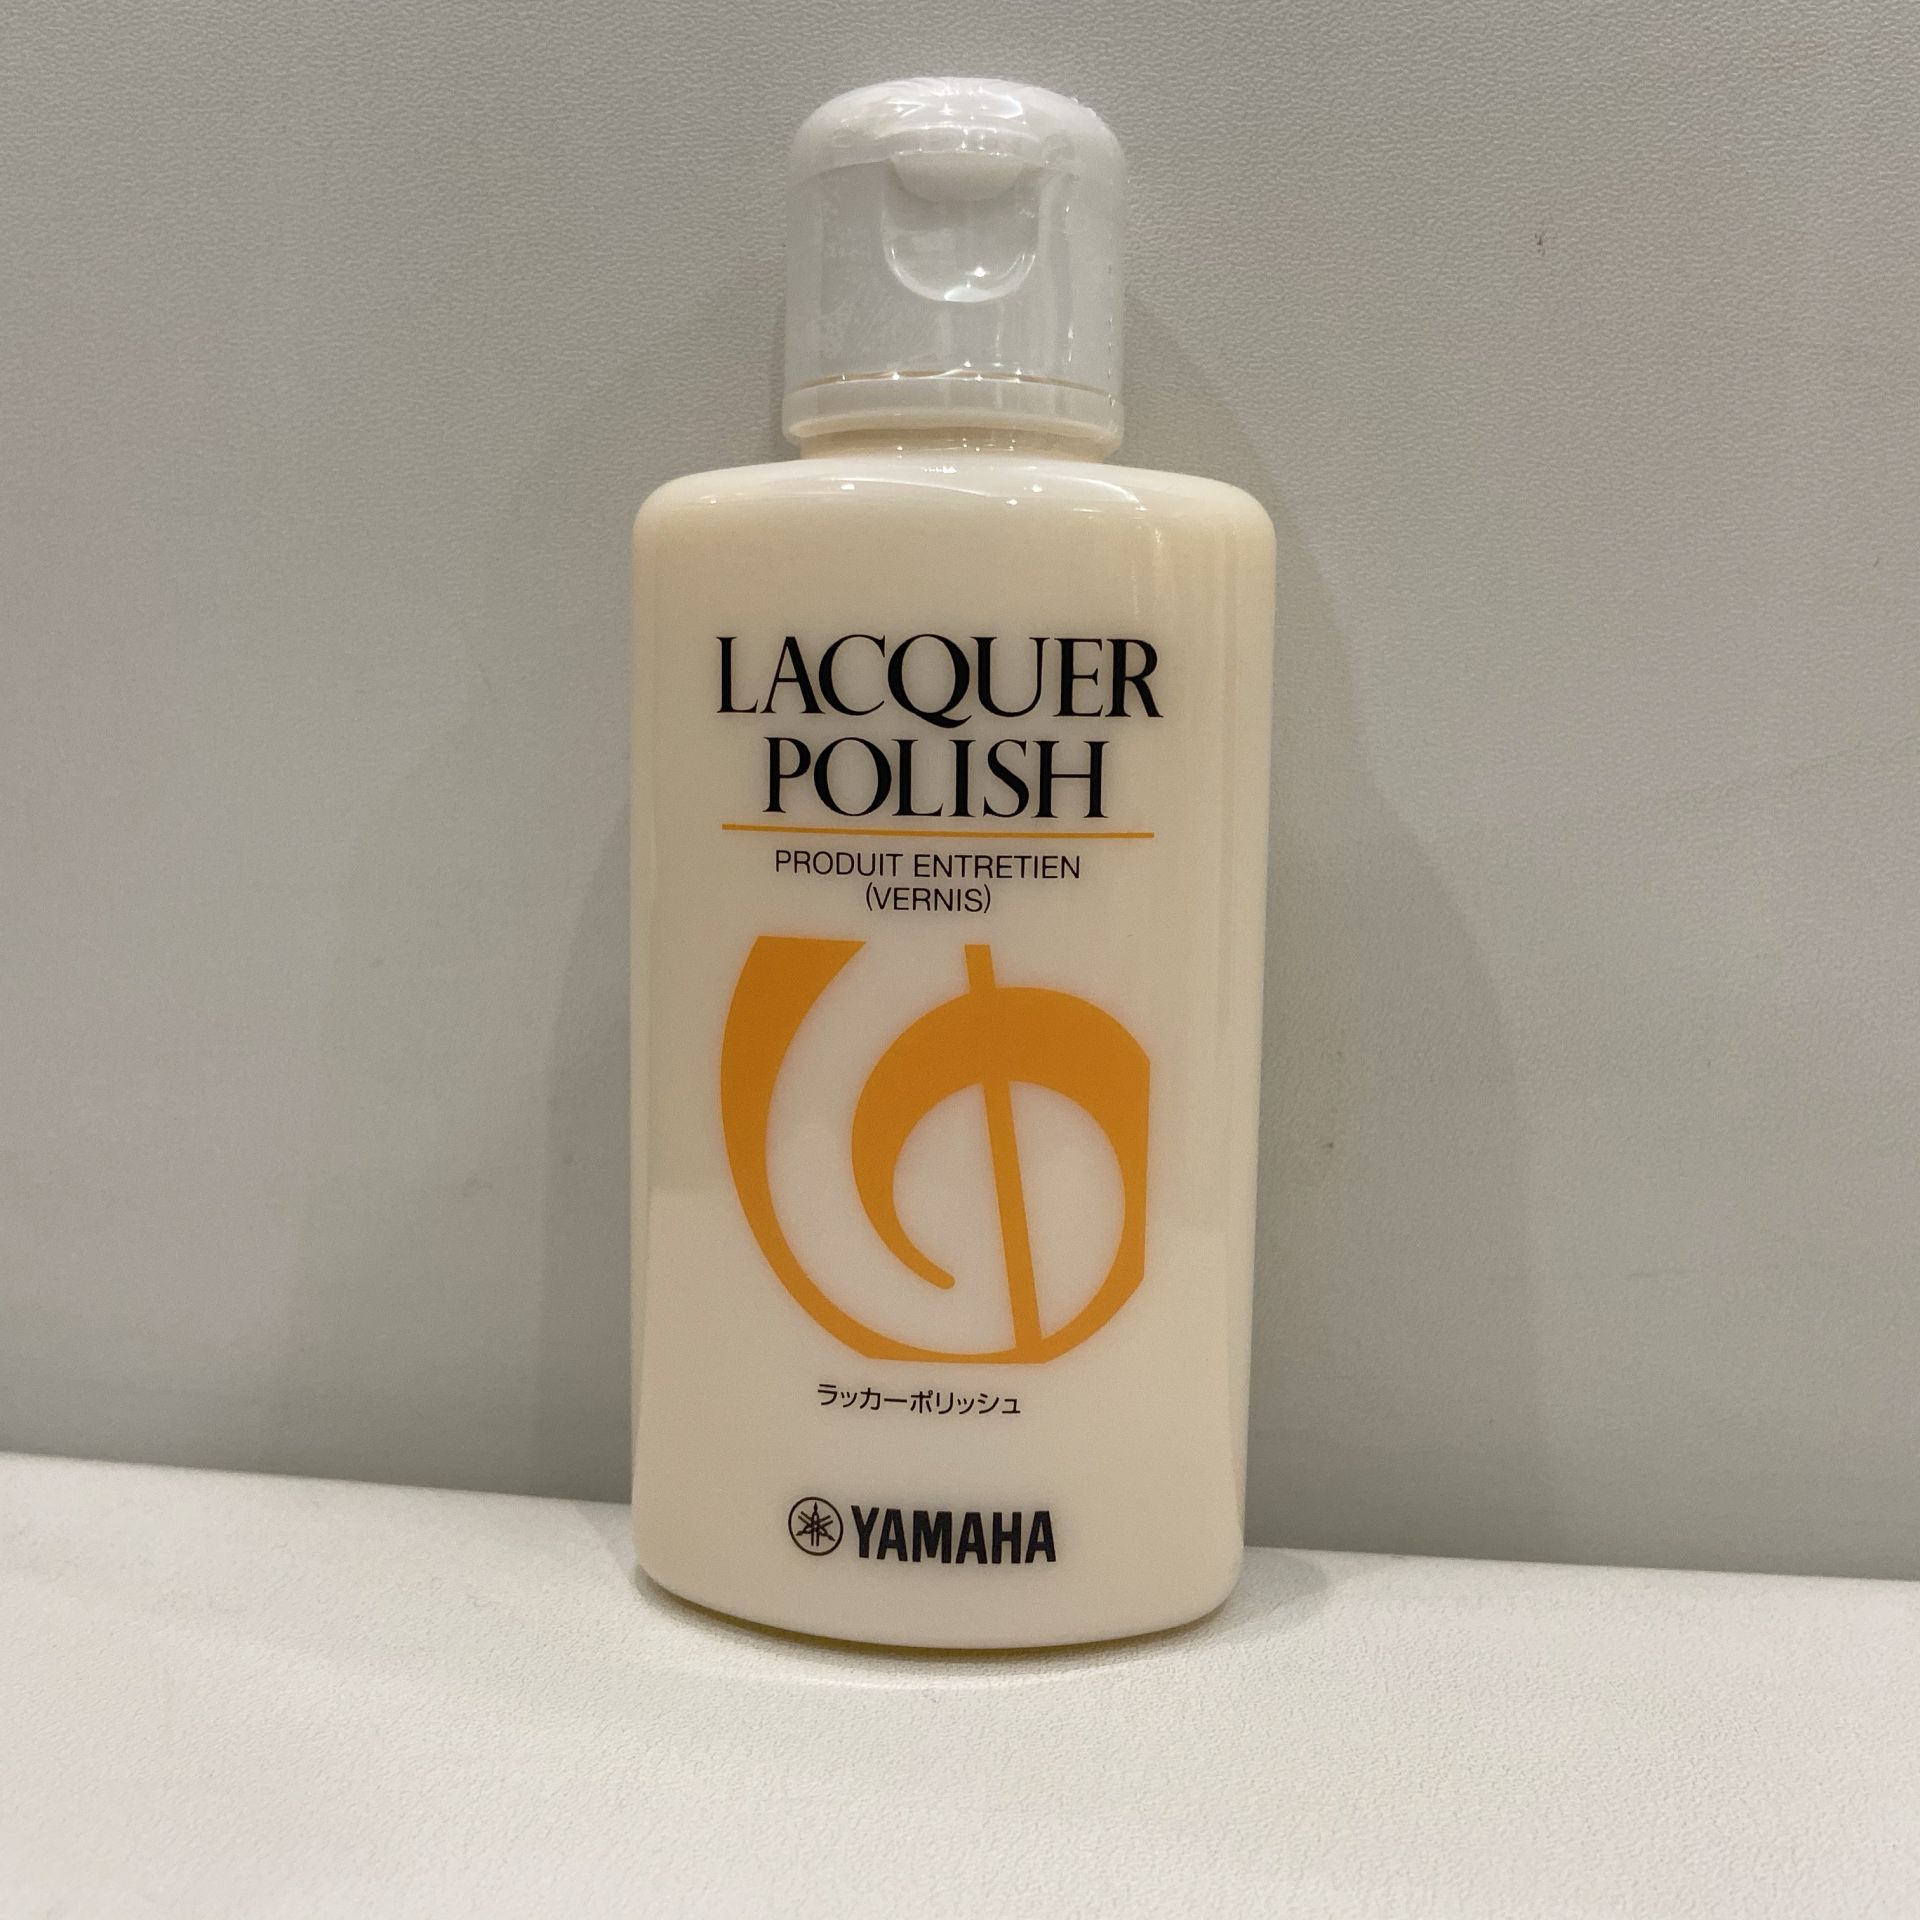 LACQUER
POLISH
PRODUIT ENTRETIEN
(VERNIS)
ラッカーポリッシュ
YAMAHA